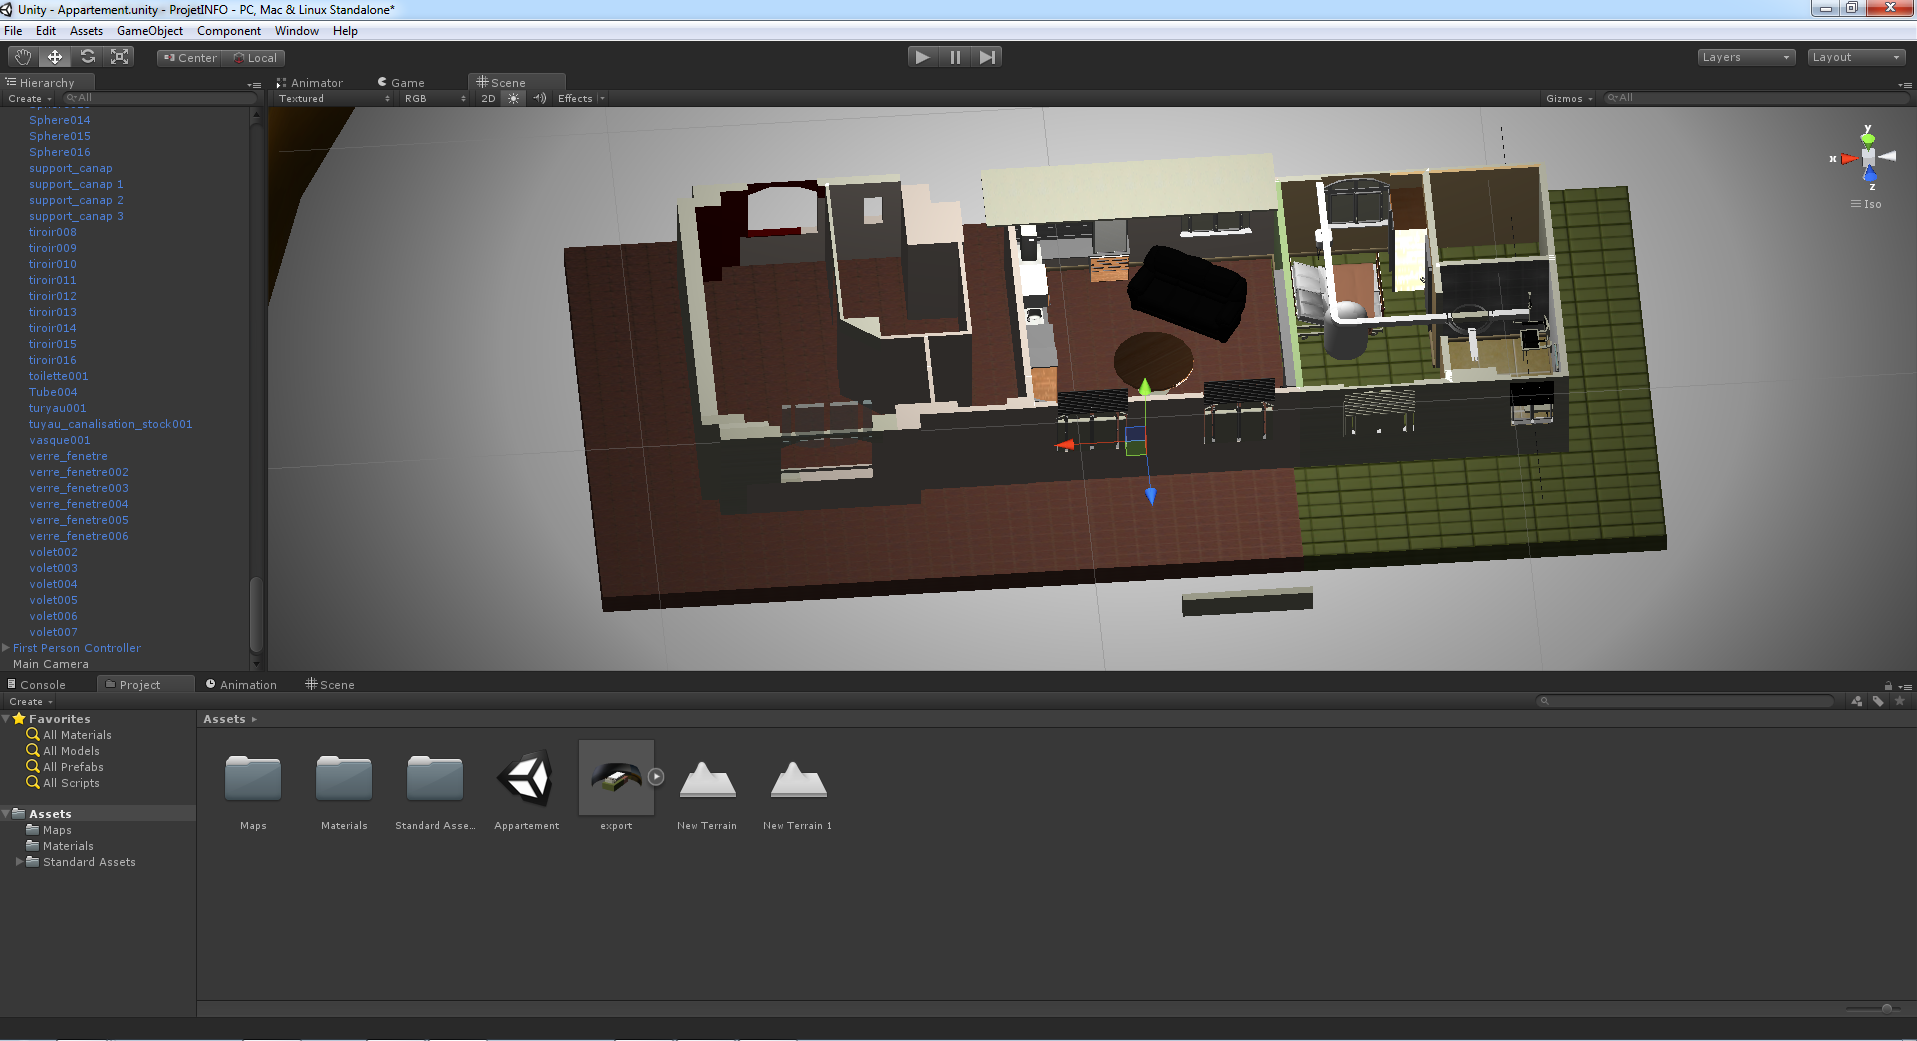 Unity - Appartement.unity - ProjetINFO - PC, Mac & Linux Standalone*
File Edit Assets GameObject Component Window Help
Center Local Layers Layout
Hierarchy
Create All
Sphere014
Sphere015
Sphere016
support_canap
support_canap 1
support_canap 2
support_canap 3
tiroir008
tiroir009
tiroir010
tiroir011
tiroir012
tiroir013
tiroir014
tiroir015
tiroir016
toilette001
Tube004
turyau001
tuyau_canalisation_stock001
vasque001
verre_fenetre
verre_fenetre002
verre_fenetre003
verre_fenetre004
verre_fenetre005
verre_fenetre006
volet002
volet003
volet004
volet005
volet006
volet007
First Person Controller
Main Camera
Animator Game Scene
Textured RGB 2D Effects Gizmos All
y
x
z
Iso
Console Project Animation Scene
Create
Favorites
All Materials
All Models
All Prefabs
All Scripts
Assets
Maps
Materials
Standard Assets
Assets
Maps Materials Standard Asse... Appartement export New Terrain New Terrain 1